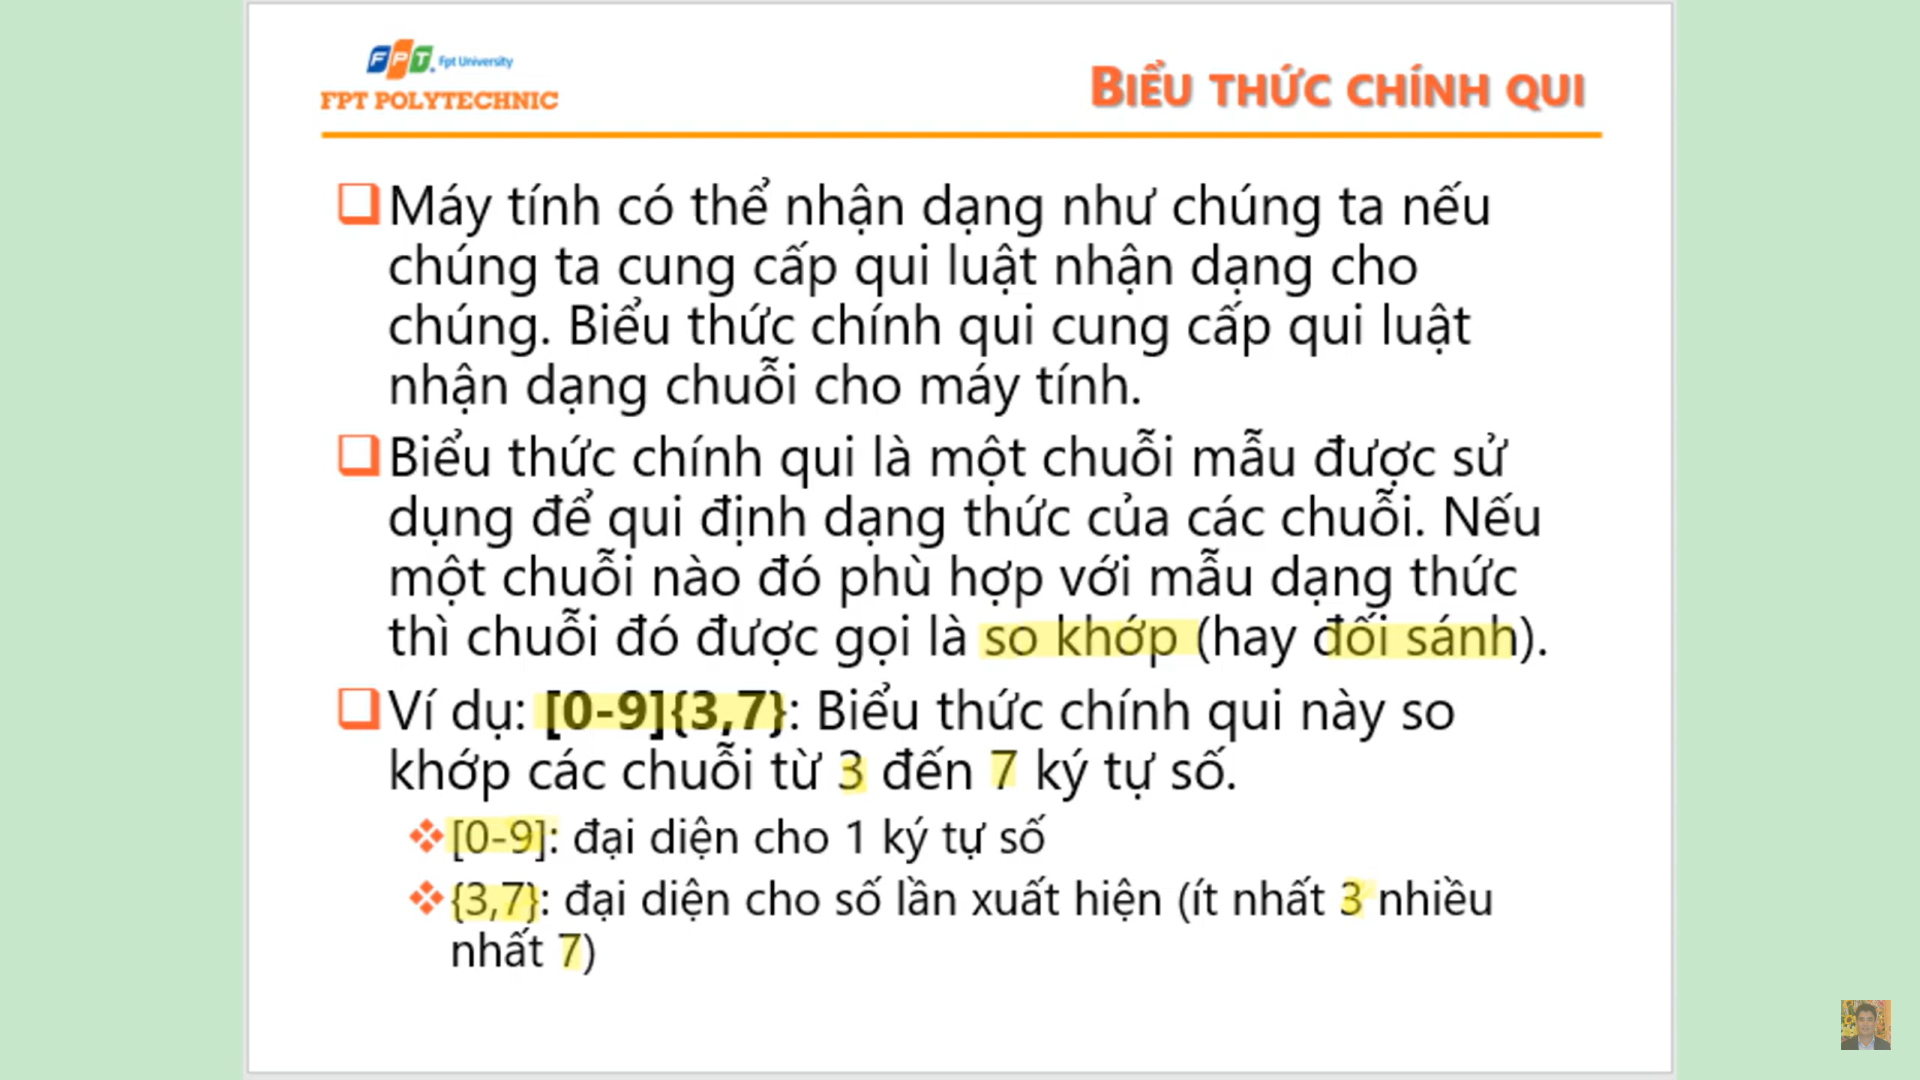 FPT. Fpt University
FPT POLYTECHNIC
BIỂU THỨC CHÍNH QUI
Máy tính có thể nhận dạng như chúng ta nếu
chúng ta cung cấp qui luật nhận dạng cho
chúng. Biểu thức chính qui cung cấp qui luật
nhận dạng chuỗi cho máy tính.
Biểu thức chính qui là một chuỗi mẫu được sử
dụng để qui định dạng thức của các chuỗi. Nếu
một chuỗi nào đó phù hợp với mẫu dạng thức
thì chuỗi đó được gọi là so khớp (hay đối sánh).
Ví dụ: [0-9]{3,7}: Biểu thức chính qui này so
khớp các chuỗi từ 3 đến 7 ký tự số.
[0-9]: đại diện cho 1 ký tự số
{3,7}: đại diện cho số lần xuất hiện (ít nhất 3 nhiều
nhất 7)